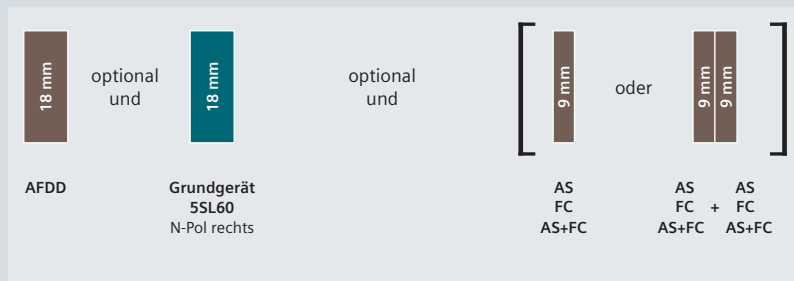 18 mm
optional
und
18 mm
optional
und
9 mm
oder
9 mm
9 mm
AFDD
Grundgerät
5SL60
N-Pol rechts
AS
FC
AS+FC
AS AS
FC + FC
AS+FC AS+FC